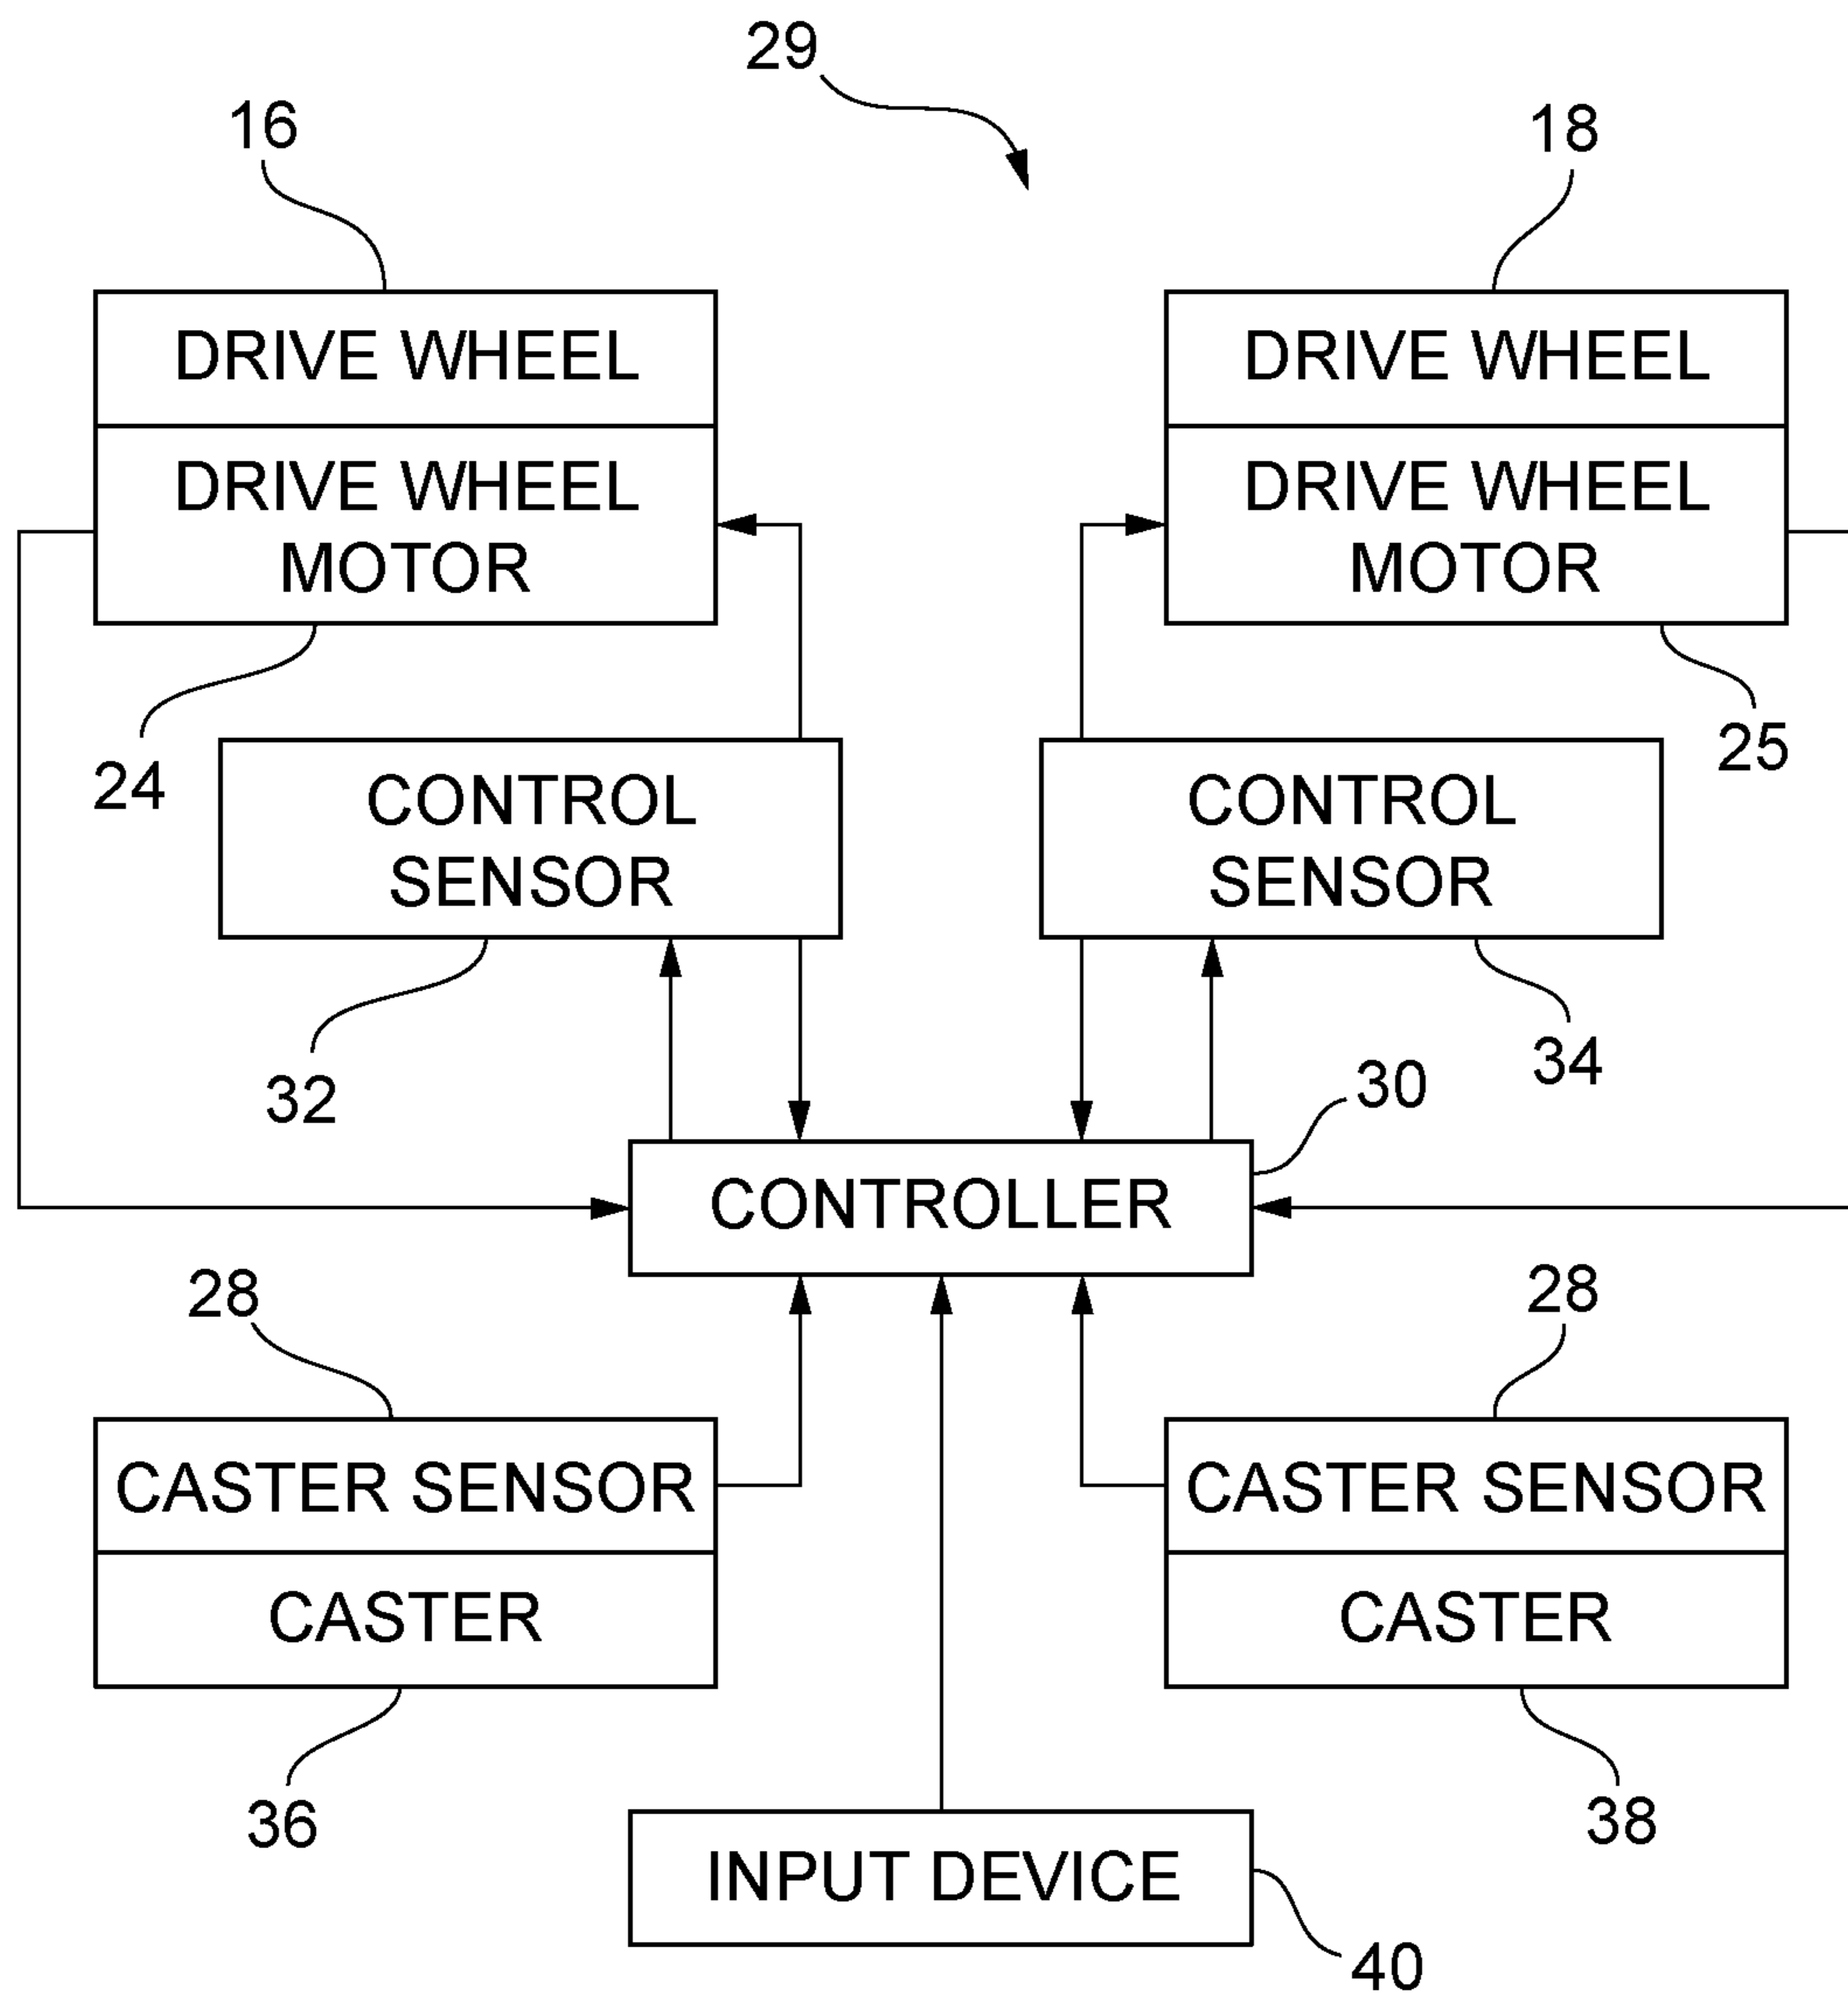 29
16
18
DRIVE WHEEL
DRIVE WHEEL
DRIVE WHEEL
MOTOR
DRIVE WHEEL
MOTOR
24
25
CONTROL
SENSOR
CONTROL
SENSOR
32
34
30
CONTROLLER
28
28
CASTER SENSOR
CASTER
CASTER SENSOR
CASTER
36
38
INPUT DEVICE
40